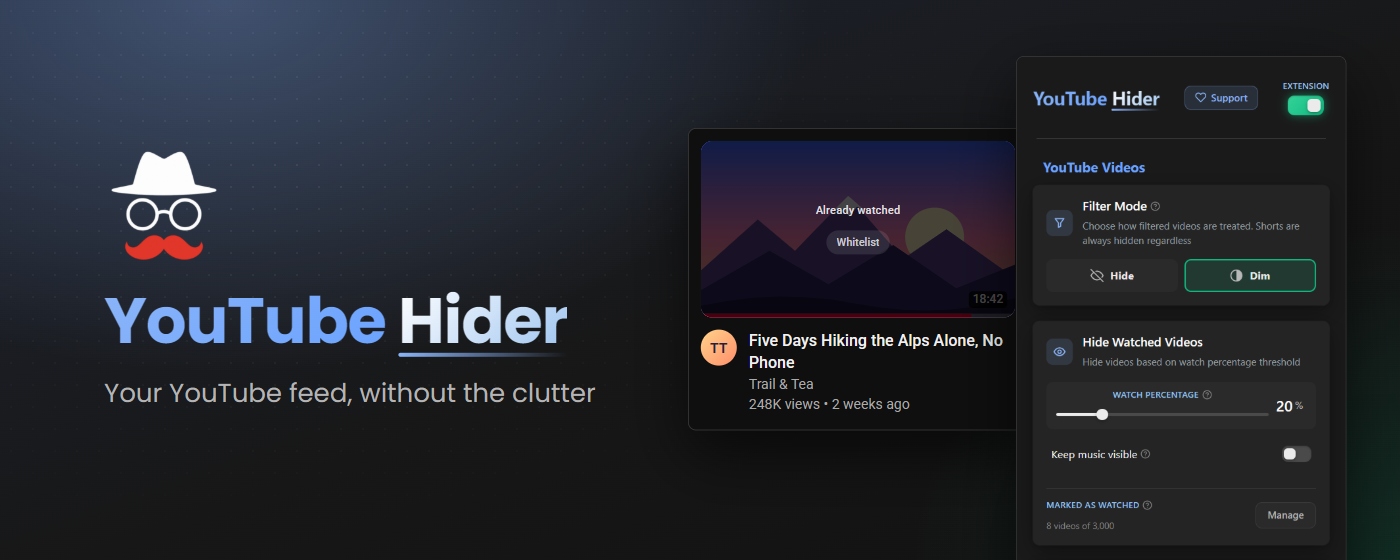 YouTube Hider
Your YouTube feed, without the clutter
Already watched
Whitelist
18:42
TT
Five Days Hiking the Alps Alone, No
Phone
Trail & Tea
248K views • 2 weeks ago
YouTube Hider
Support
EXTENSION
YouTube Videos
Filter Mode
Choose how filtered videos are treated. Shorts are
always hidden regardless
Hide
Dim
Hide Watched Videos
Hide videos based on watch percentage threshold
WATCH PERCENTAGE
20 %
Keep music visible
MARKED AS WATCHED
8 videos of 3,000
Manage